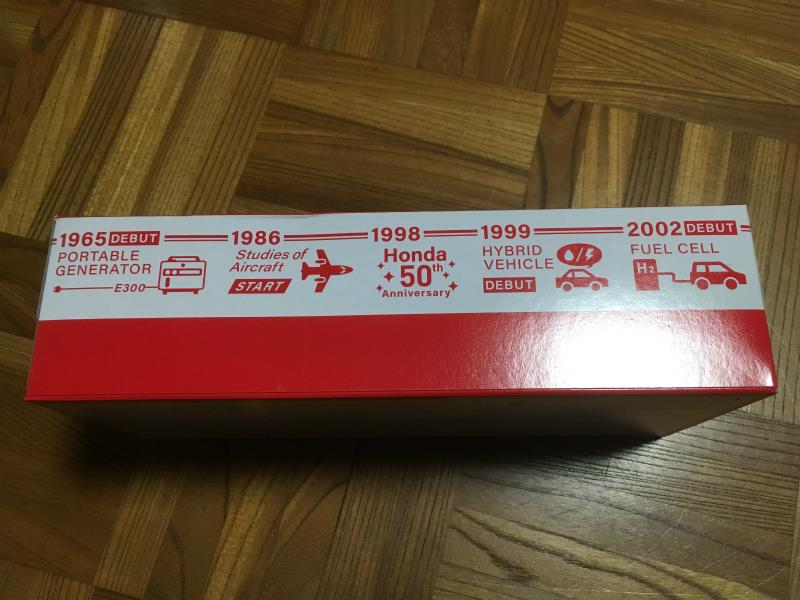 1965 DEBUT
PORTABLE
GENERATOR
E300
1986
Studies of
Aircraft
START
1998
Honda
50th
Anniversary
1999
HYBRID
VEHICLE
DEBUT
2002 DEBUT
FUEL CELL
H2